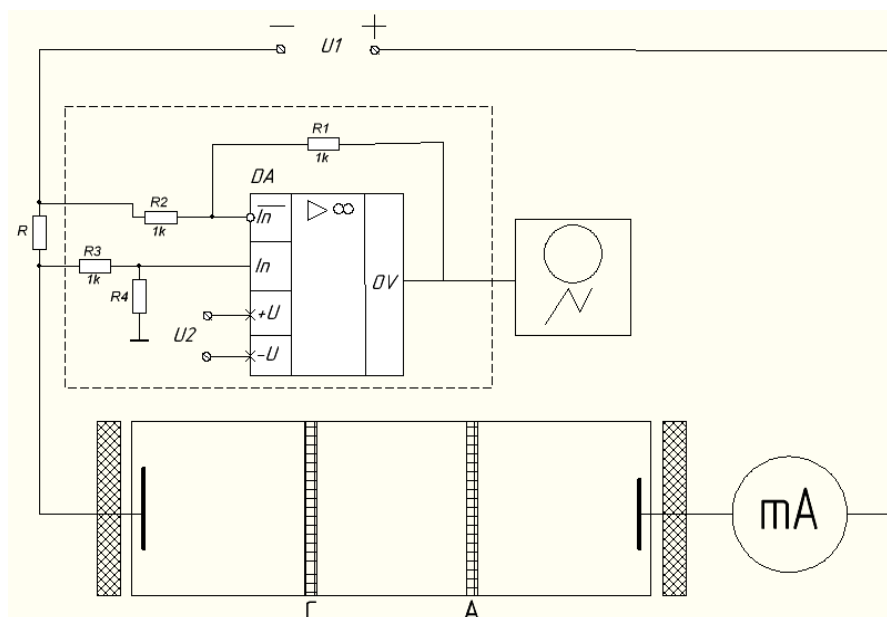 − +
U1
R1
1k
DA
R2
1k
In
▷ ∞
R
R3
1k
In
OV
R4
U2
+U
-U
mA
Г
А